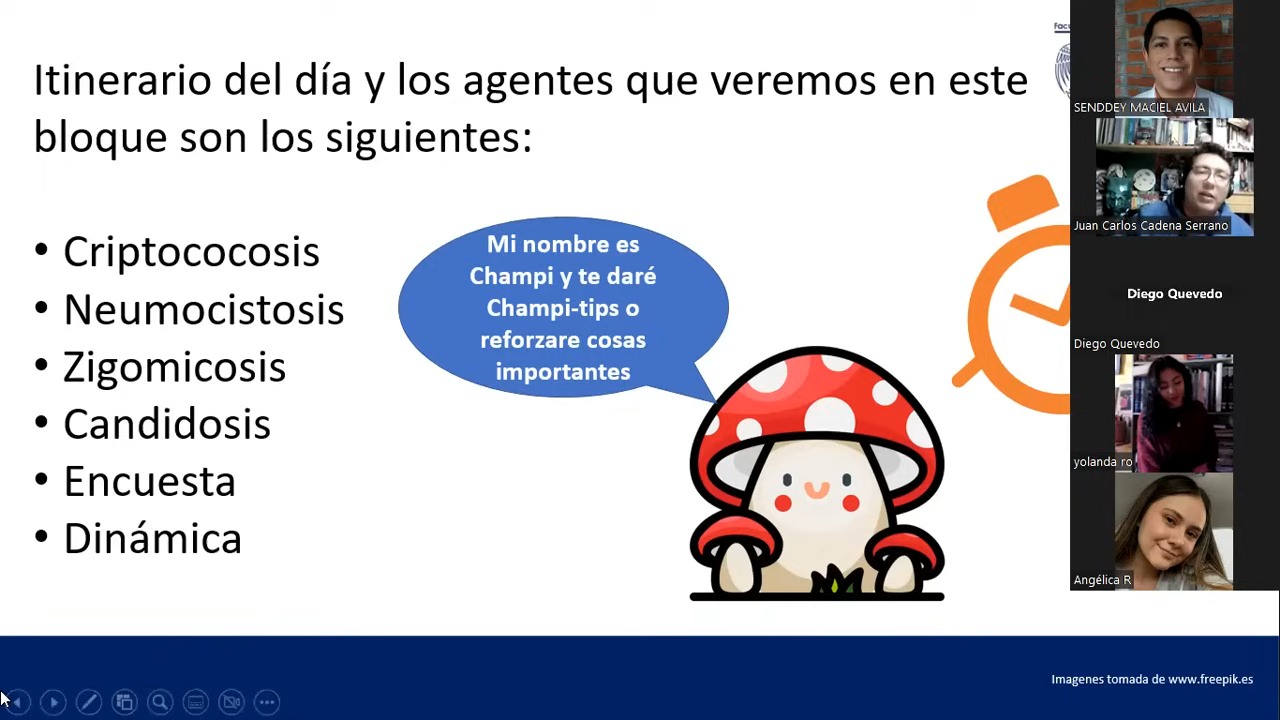 Itinerario del día y los agentes que veremos en este
bloque son los siguientes:
• Criptococosis
• Neumocistosis
• Zigomicosis
• Candidosis
• Encuesta
• Dinámica
Mi nombre es
Champi y te daré
Champi-tips o
reforzare cosas
importantes
Imagenes tomada de www.freepik.es
SENDDEY MACIEL AVILA
Juan Carlos Cadena Serrano
Diego Quevedo
Diego Quevedo
yolanda ro
Angélica R